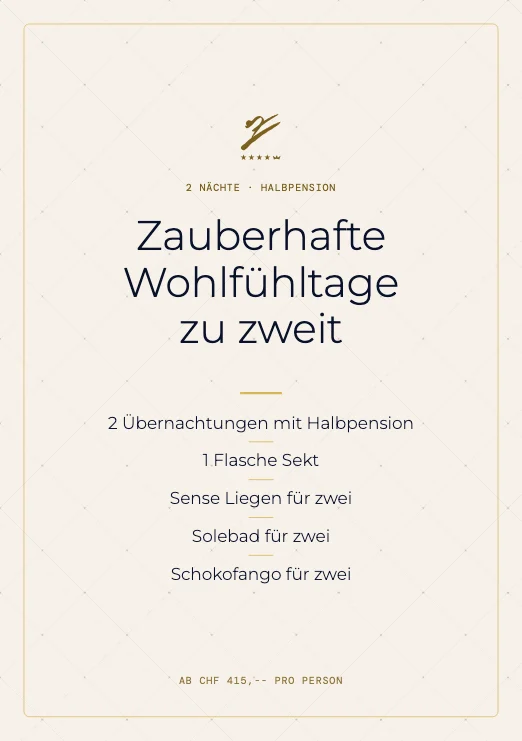 2 NÄCHTE · HALBPENSION
Zauberhafte
Wohlfühltage
zu zweit
2 Übernachtungen mit Halbpension
1 Flasche Sekt
Sense Liegen für zwei
Solebad für zwei
Schokofango für zwei
AB CHF 415,-- PRO PERSON